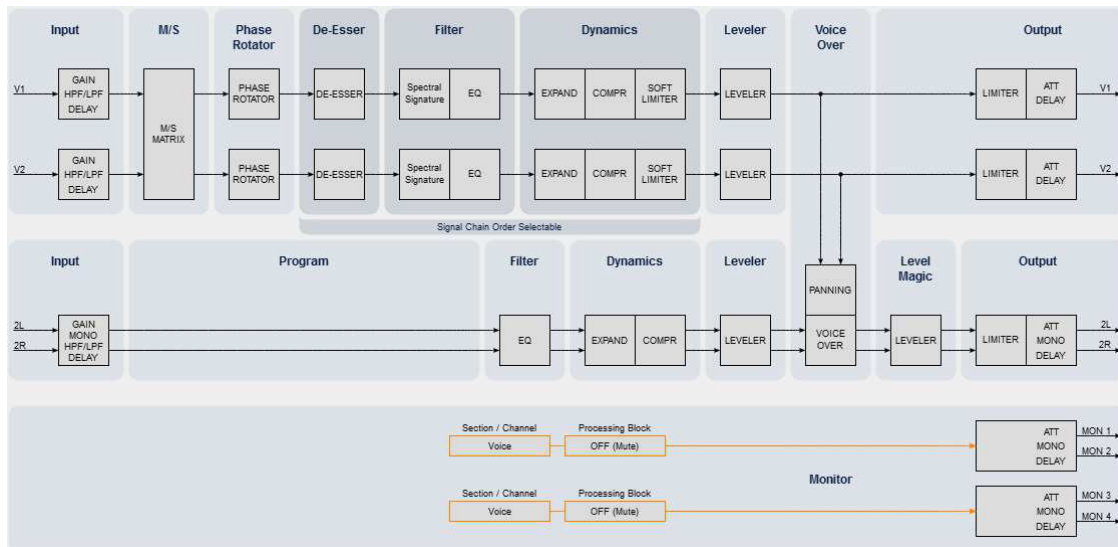 Input
M/S
Phase
Rotator
De-Esser
Filter
Dynamics
Leveler
Voice
Over
Output
V1
GAIN
HPF/LPF
DELAY
M/S
MATRIX
PHASE
ROTATOR
DE-ESSER
Spectral
Signature
EQ
EXPAND
COMPR
SOFT
LIMITER
LEVELER
LIMITER
ATT
DELAY
V1
V2
GAIN
HPF/LPF
DELAY
PHASE
ROTATOR
DE-ESSER
Spectral
Signature
EQ
EXPAND
COMPR
SOFT
LIMITER
LEVELER
LIMITER
ATT
DELAY
V2
Signal Chain Order Selectable
Input
Program
Filter
Dynamics
Leveler
Level
Magic
Output
2L
2R
GAIN
MONO
HPF/LPF
DELAY
EQ
EXPAND
COMPR
LEVELER
PANNING
VOICE
OVER
LEVELER
LIMITER
ATT
MONO
DELAY
2L
2R
Section / Channel
Voice
Processing Block
OFF (Mute)
ATT
MONO
DELAY
MON 1
MON 2
Monitor
Section / Channel
Voice
Processing Block
OFF (Mute)
ATT
MONO
DELAY
MON 3
MON 4